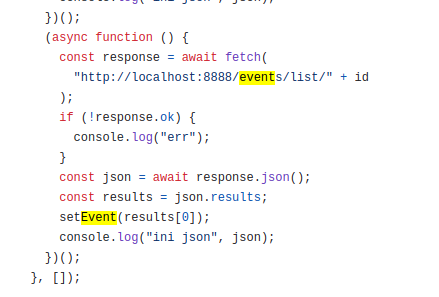 console.log("ini json", json);
})();
(async function () {
const response = await fetch(
"http://localhost:8888/events/list/" + id
);
if (!response.ok) {
console.log("err");
}
const json = await response.json();
const results = json.results;
setEvent(results[0]);
console.log("ini json", json);
})();
}, []);